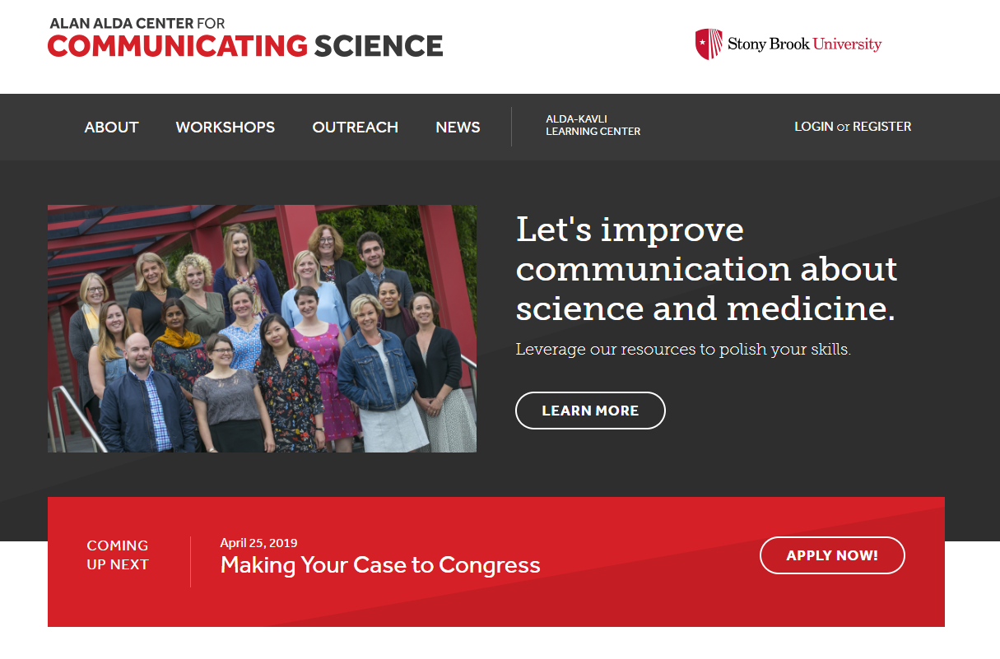 ALAN ALDA CENTER FOR
COMMUNICATING SCIENCE
Stony Brook University
ABOUT
WORKSHOPS
OUTREACH
NEWS
ALDA-KAVLI
LEARNING CENTER
LOGIN or REGISTER
Let's improve
communication about
science and medicine.
Leverage our resources to polish your skills.
LEARN MORE
COMING
UP NEXT
April 25, 2019
Making Your Case to Congress
APPLY NOW!